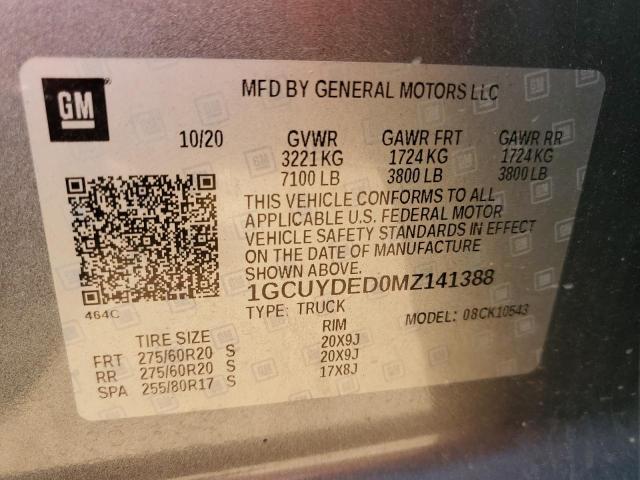 GM
MFD BY GENERAL MOTORS LLC
10/20 GVWR GAWR FRT GAWR RR
3221 KG 1724 KG 1724 KG
7100 LB 3800 LB 3800 LB
THIS VEHICLE CONFORMS TO ALL
APPLICABLE U.S. FEDERAL MOTOR
VEHICLE SAFETY STANDARDS IN EFFECT
ON THE DATE OF MANUFACTURE
SHOWN ABOVE.
1GCUYDED0MZ141388
464C
TYPE: TRUCK
MODEL: 08CK10543
TIRE SIZE RIM
FRT 275/60R20 S 20X9J
RR 275/60R20 S 20X9J
SPA 255/80R17 S 17X8J